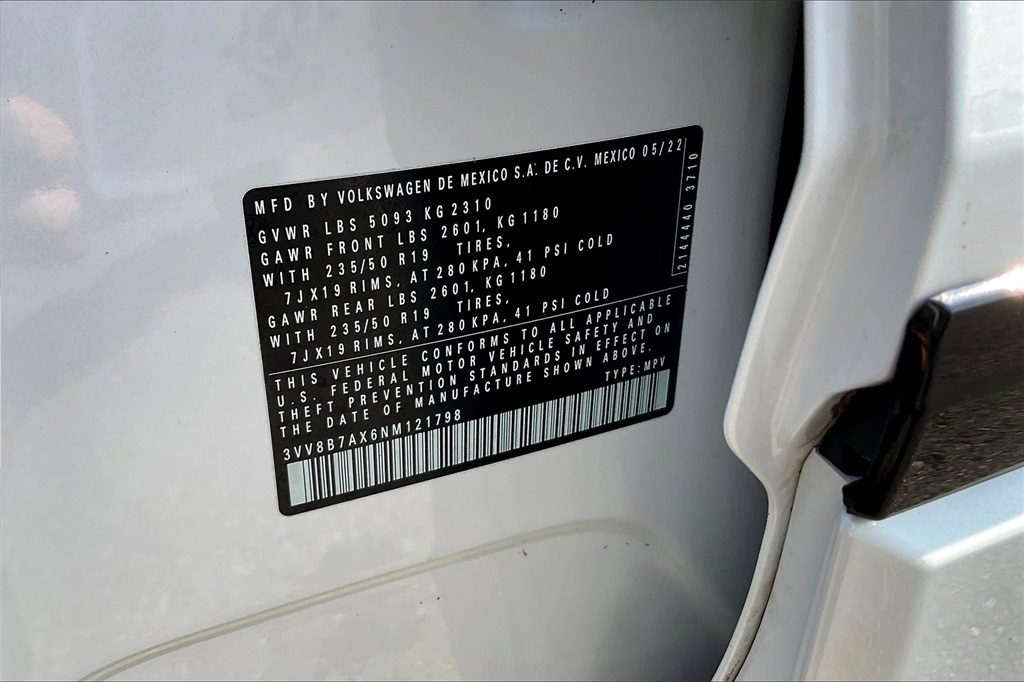 MFD BY VOLKSWAGEN DE MEXICO S.A. DE C.V. MEXICO 05/22
GVWR LBS 5093 KG 2310
GAWR FRONT LBS 2601, KG 1180
WITH 235/50 R19 TIRES,
7JX19 RIMS, AT 280 KPA, 41 PSI COLD
GAWR REAR LBS 2601, KG 1180
WITH 235/50 R19 TIRES,
7JX19 RIMS, AT 280 KPA, 41 PSI COLD
2144440 3710
THIS VEHICLE CONFORMS TO ALL APPLICABLE
U.S. FEDERAL MOTOR VEHICLE SAFETY AND
THEFT PREVENTION STANDARDS IN EFFECT ON
THE DATE OF MANUFACTURE SHOWN ABOVE.
3VV8B7AX6NM121798 TYPE: MPV